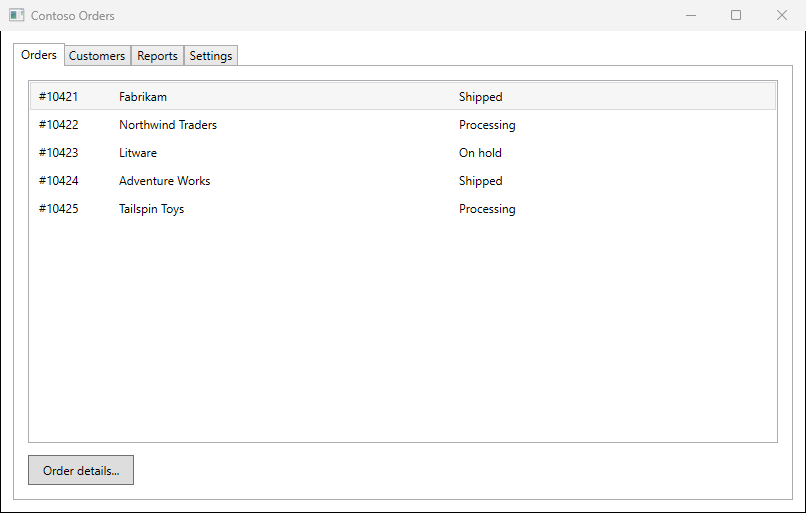 Contoso Orders
Orders Customers Reports Settings
#10421 Fabrikam Shipped
#10422 Northwind Traders Processing
#10423 Litware On hold
#10424 Adventure Works Shipped
#10425 Tailspin Toys Processing
Order details...